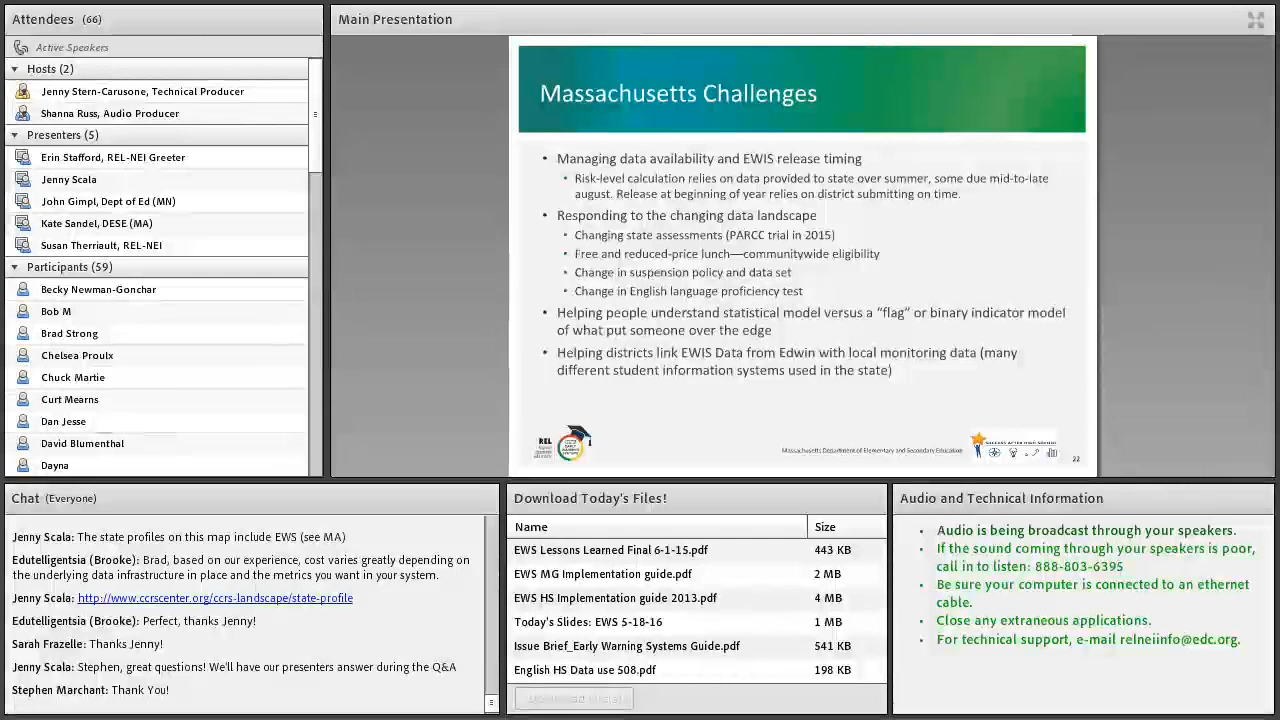 Attendees (66)
Active Speakers
Hosts (2)
Jenny Stern-Carusone, Technical Producer
Shanna Russ, Audio Producer
Presenters (5)
Erin Stafford, REL-NEI Greeter
Jenny Scala
John Gimpl, Dept of Ed (MN)
Kate Sandel, DESE (MA)
Susan Therriault, REL-NEI
Participants (59)
Becky Newman-Gonchar
Bob M
Brad Strong
Chelsea Proulx
Chuck Martie
Curt Mearns
Dan Jesse
David Blumenthal
Dayna
Main Presentation
Massachusetts Challenges
• Managing data availability and EWIS release timing
• Risk-level calculation relies on data provided to state over summer, some due mid-to-late
august. Release at beginning of year relies on district submitting on time.
• Responding to the changing data landscape
• Changing state assessments (PARCC trial in 2015)
• Free and reduced-price lunch—communitywide eligibility
• Change in suspension policy and data set
• Change in English language proficiency test
• Helping people understand statistical model versus a “flag” or binary indicator model
of what put someone over the edge
• Helping districts link EWIS Data from Edwin with local monitoring data (many
different student information systems used in the state)
REL
Massachusetts Department of Elementary and Secondary Education
SUCCESS AFTER HIGH SCHOOL
22
Chat (Everyone)
Jenny Scala: The state profiles on this map include EWS (see MA)
Edutelligentsia (Brooke): Brad, based on our experience, cost varies greatly depending on
the underlying data infrastructure in place and the metrics you want in your system.
Jenny Scala: http://www.ccrscenter.org/ccrs-landscape/state-profile
Edutelligentsia (Brooke): Perfect, thanks Jenny!
Sarah Frazelle: Thanks Jenny!
Jenny Scala: Stephen, great questions! We'll have our presenters answer during the Q&A
Stephen Marchant: Thank You!
Download Today's Files!
Name Size
EWS Lessons Learned Final 6-1-15.pdf 443 KB
EWS MG Implementation guide.pdf 2 MB
EWS HS Implementation guide 2013.pdf 4 MB
Today's Slides: EWS 5-18-16 1 MB
Issue Brief_Early Warning Systems Guide.pdf 541 KB
English HS Data use 508.pdf 198 KB
Download File(s)
Audio and Technical Information
• Audio is being broadcast through your speakers.
• If the sound coming through your speakers is poor,
call in to listen: 888-803-6395
• Be sure your computer is connected to an ethernet
cable.
• Close any extraneous applications.
• For technical support, e-mail relneiinfo@edc.org.